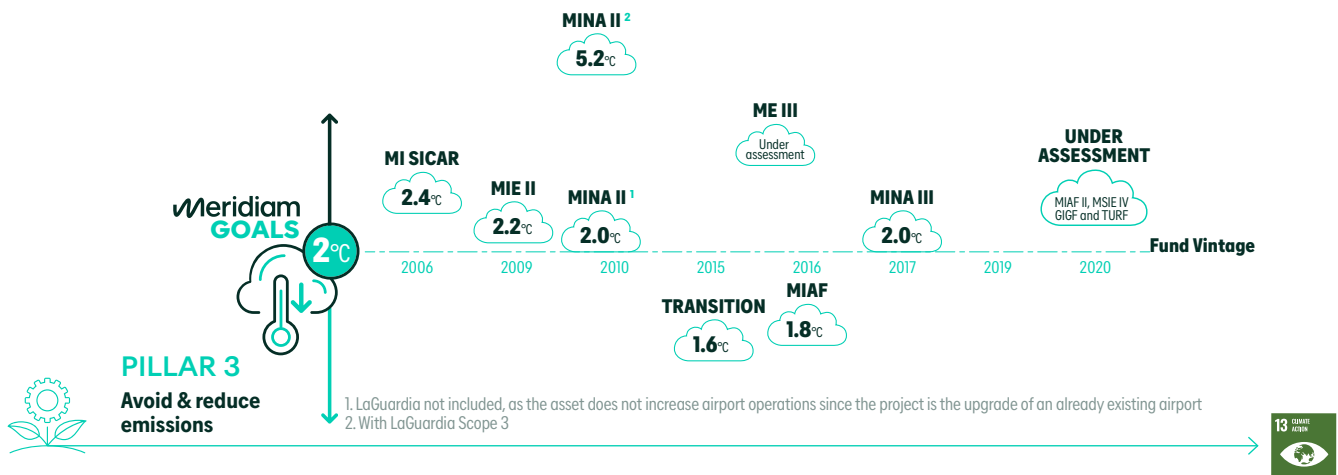 MINA II ²
5.2°C
ME III
Under
assessment
UNDER
ASSESSMENT
MIAF II, MSIE IV
GIGF and TURF
MI SICAR
2.4°C
MIE II
2.2°C
MINA II ¹
2.0°C
MINA III
2.0°C
Meridiam
GOALS
2°C
Fund Vintage
2006 2009 2010 2015 2016 2017 2019 2020
TRANSITION
1.6°C
MIAF
1.8°C
PILLAR 3
Avoid & reduce
emissions
1. LaGuardia not included, as the asset does not increase airport operations since the project is the upgrade of an already existing airport
2. With LaGuardia Scope 3
13 CLIMATE
ACTION